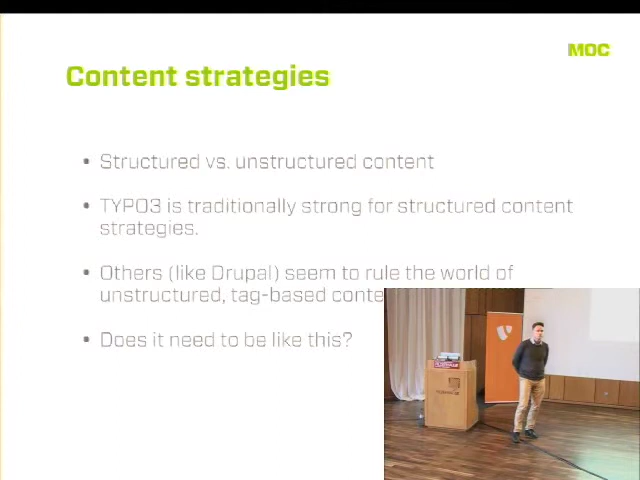 MOC
Content strategies
• Structured vs. unstructured content
• TYPO3 is traditionally strong for structured content
strategies.
• Others (like Drupal) seem to rule the world of
unstructured, tag-based conte
• Does it need to be like this?